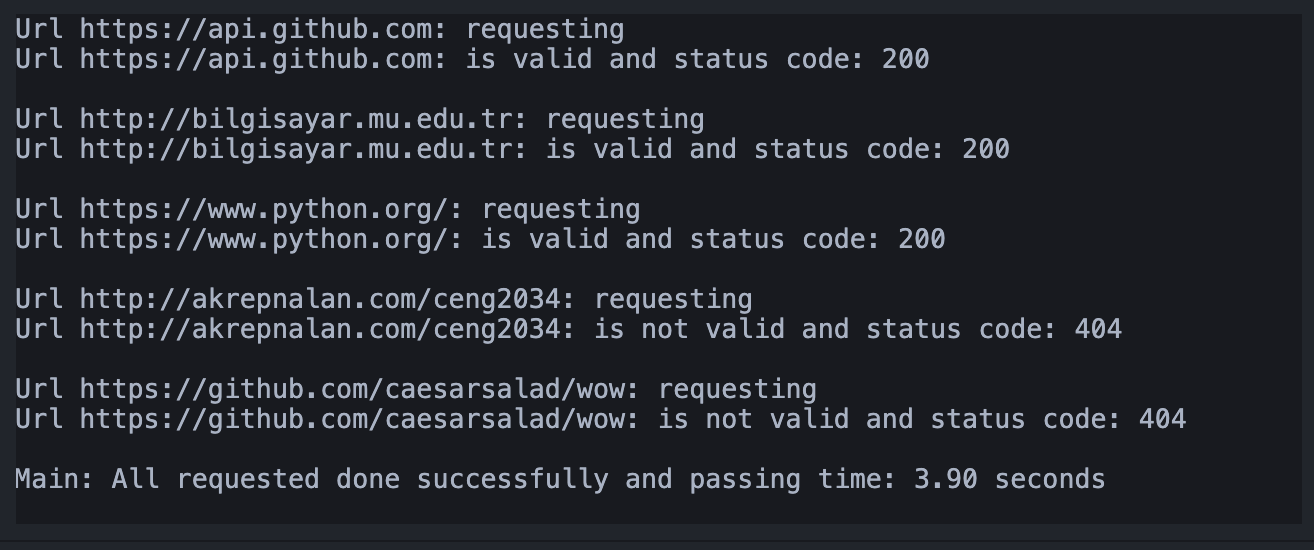 Url https://api.github.com: requesting
Url https://api.github.com: is valid and status code: 200
Url http://bilgisayar.mu.edu.tr: requesting
Url http://bilgisayar.mu.edu.tr: is valid and status code: 200
Url https://www.python.org/: requesting
Url https://www.python.org/: is valid and status code: 200
Url http://akrepnalan.com/ceng2034: requesting
Url http://akrepnalan.com/ceng2034: is not valid and status code: 404
Url https://github.com/caesarsalad/wow: requesting
Url https://github.com/caesarsalad/wow: is not valid and status code: 404
Main: All requested done successfully and passing time: 3.90 seconds